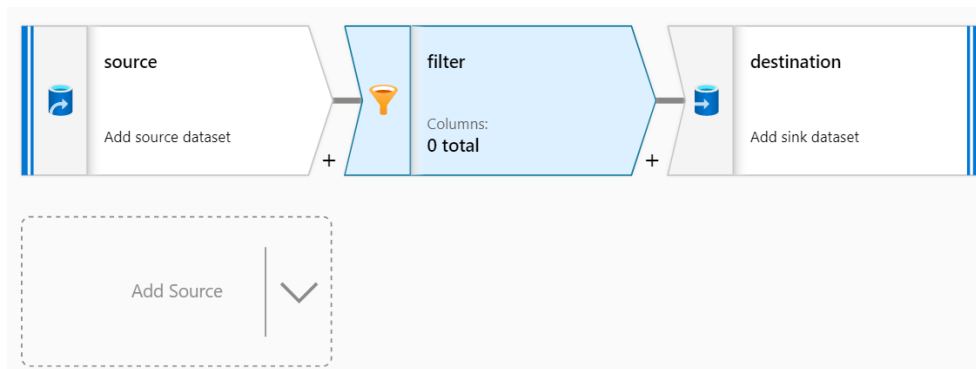 source
Add source dataset
+
filter
Columns:
0 total
+
destination
Add sink dataset
Add Source